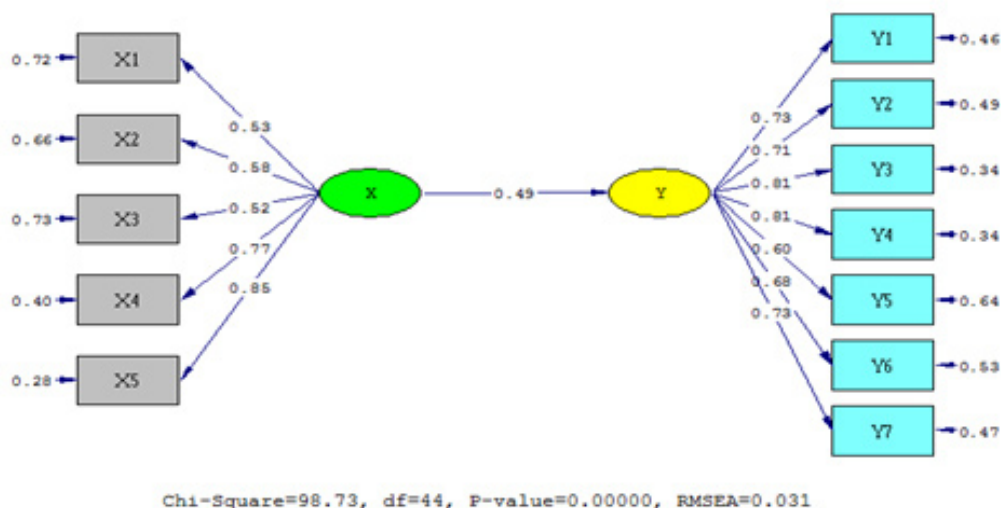 0.72 X1
0.66 X2
0.73 X3
0.40 X4
0.28 X5
0.53
0.58
0.52
0.77
0.85
X 0.49 Y
0.73
0.71
0.81
0.81
0.60
0.68
0.73
Y1 0.46
Y2 0.49
Y3 0.34
Y4 0.34
Y5 0.64
Y6 0.53
Y7 0.47
Chi-Square=98.73, df=44, P-value=0.00000, RMSEA=0.031